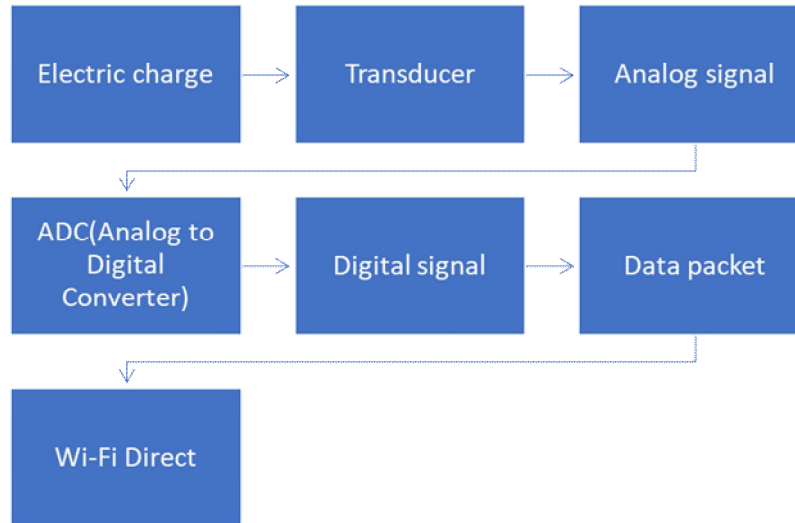 Electric charge
Transducer
Analog signal
ADC(Analog to
Digital
Converter)
Digital signal
Data packet
Wi-Fi Direct